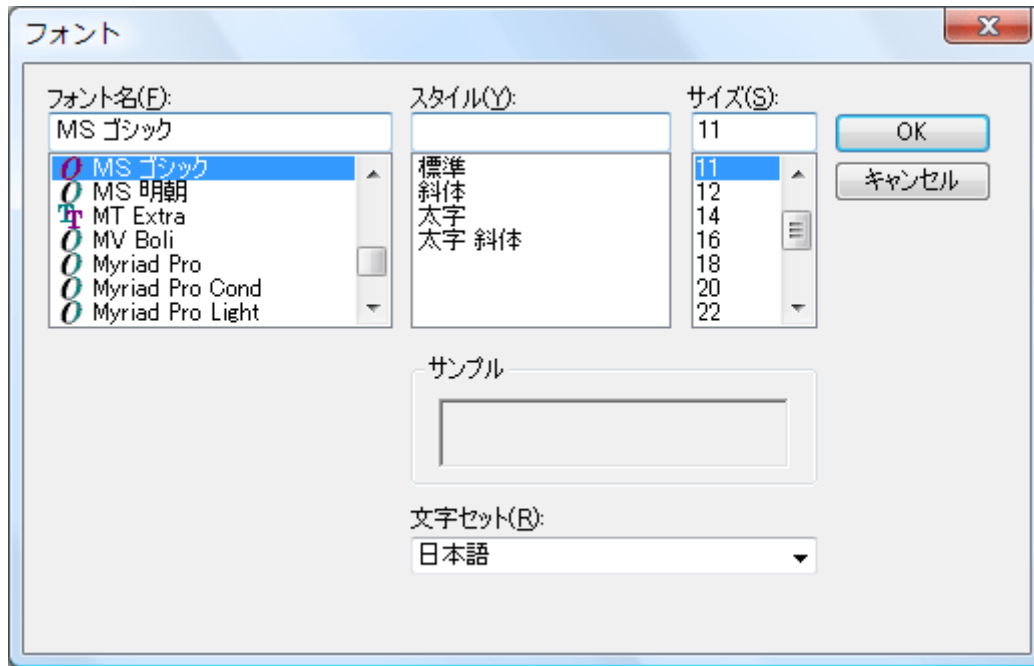 フォント
フォント名(F):
MS ゴシック
MS ゴシック
MS 明朝
MT Extra
MV Boli
Myriad Pro
Myriad Pro Cond
Myriad Pro Light
スタイル(Y):
標準
斜体
太字
太字 斜体
サイズ(S):
11
11
12
14
16
18
20
22
OK
キャンセル
サンプル
文字セット(R):
日本語